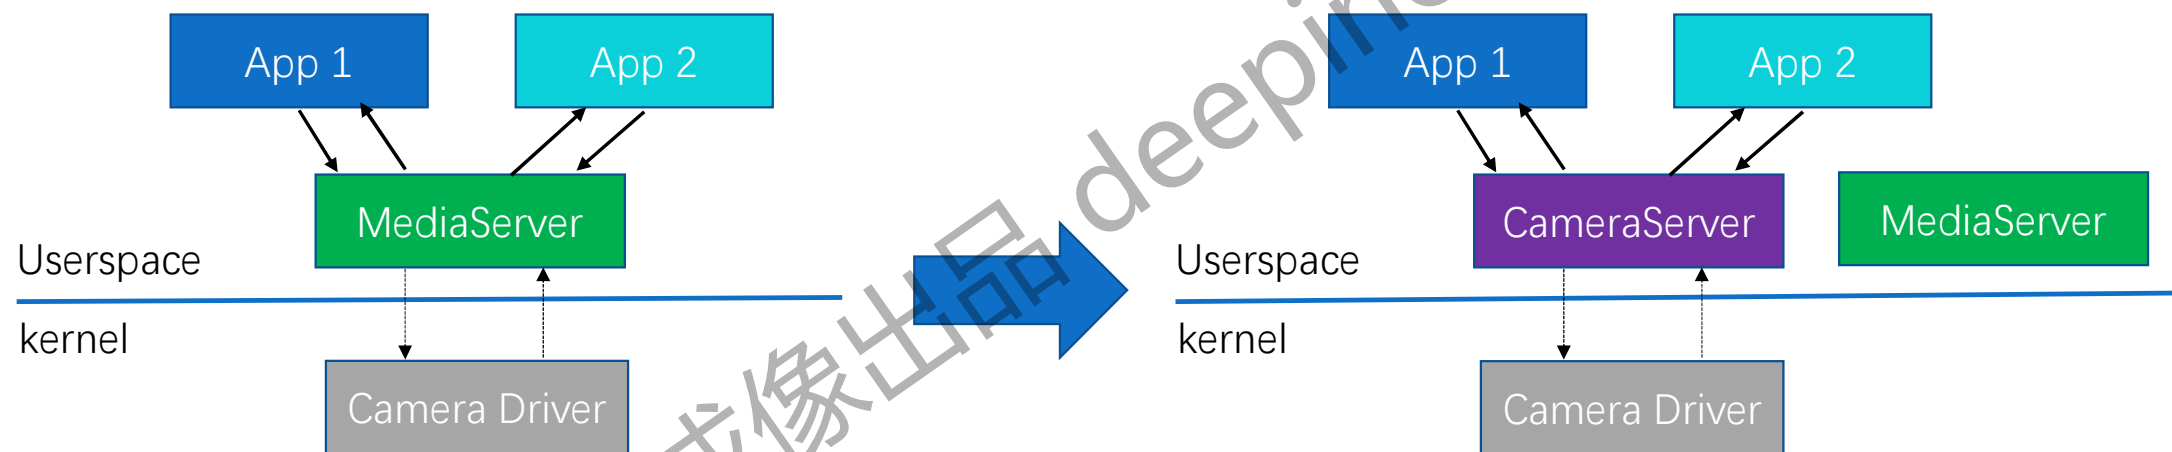 App 1
App 2
MediaServer
Userspace
kernel
Camera Driver
App 1
App 2
CameraServer
MediaServer
Userspace
kernel
Camera Driver
成像出品 deepin